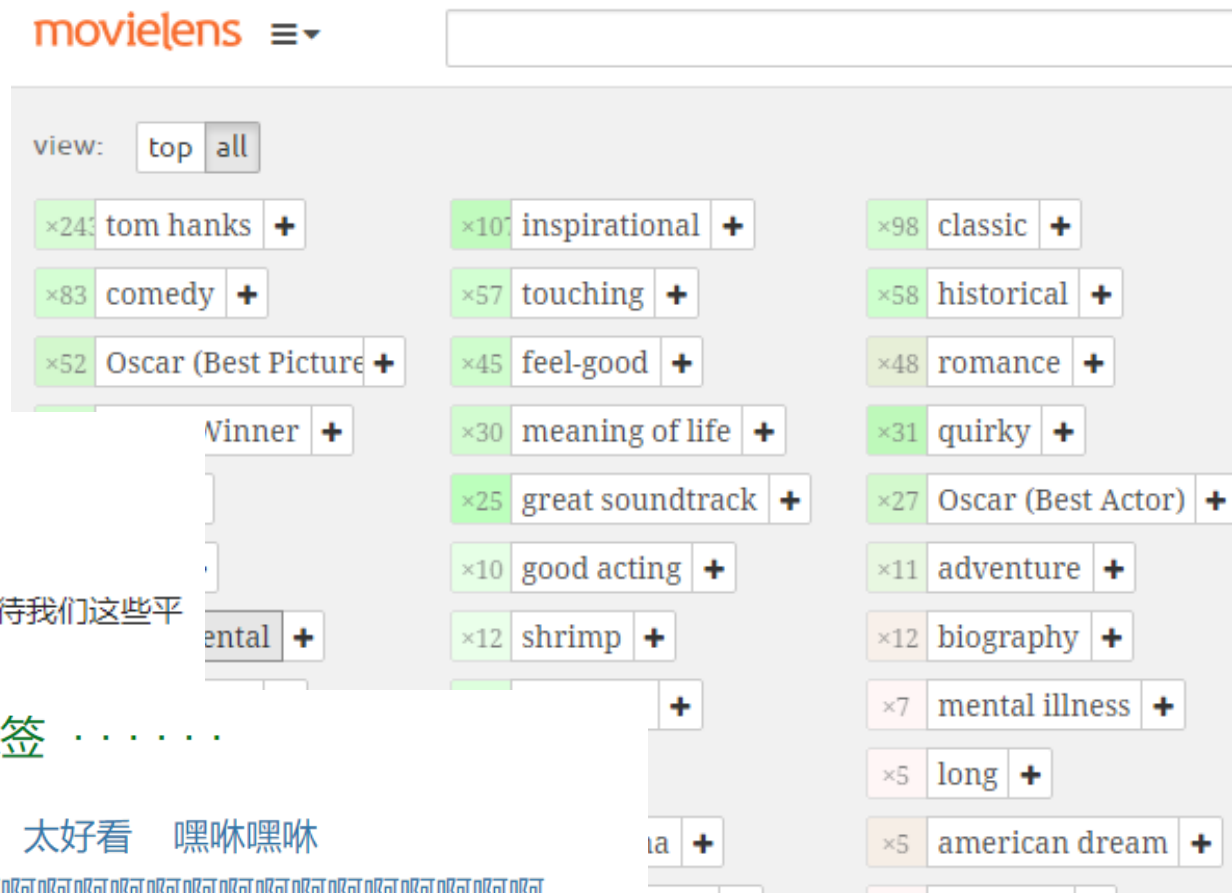 movielens
view: top all
×243 tom hanks + ×107 inspirational + ×98 classic +
×83 comedy + ×57 touching + ×58 historical +
×52 Oscar (Best Picture + ×45 feel-good + ×48 romance +
Winner + ×30 meaning of life + ×31 quirky +
×25 great soundtrack + ×27 Oscar (Best Actor) +
×10 good acting + ×11 adventure +
待我们这些平
ental + ×12 shrimp + ×12 biography +
+ ×7 mental illness +
签 · · · · · ·
×5 long +
太好看 嘿咻嘿咻
na + ×5 american dream +